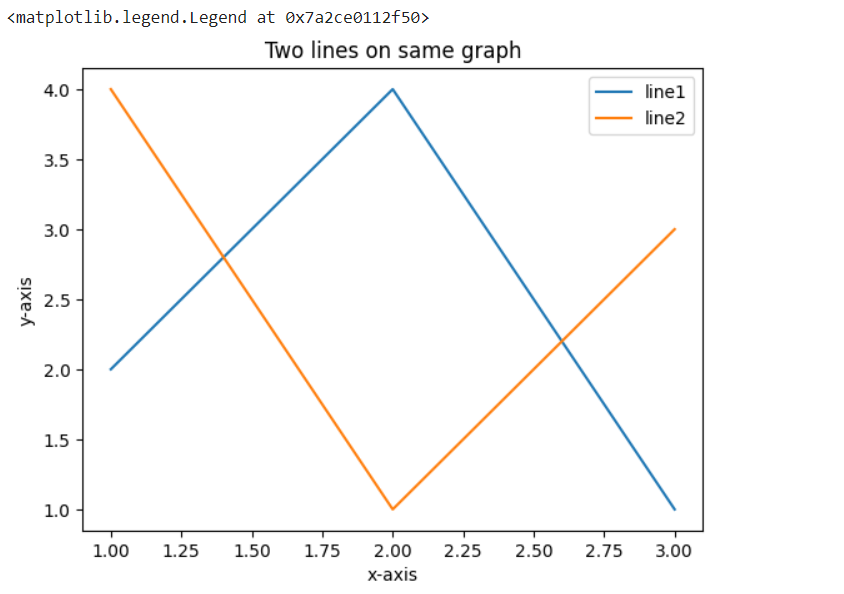 <matplotlib.legend.Legend at 0x7a2ce0112f50>
Two lines on same graph
line1
line2
4.0
3.5
3.0
2.5
2.0
1.5
1.0
y-axis
1.00 1.25 1.50 1.75 2.00 2.25 2.50 2.75 3.00
x-axis